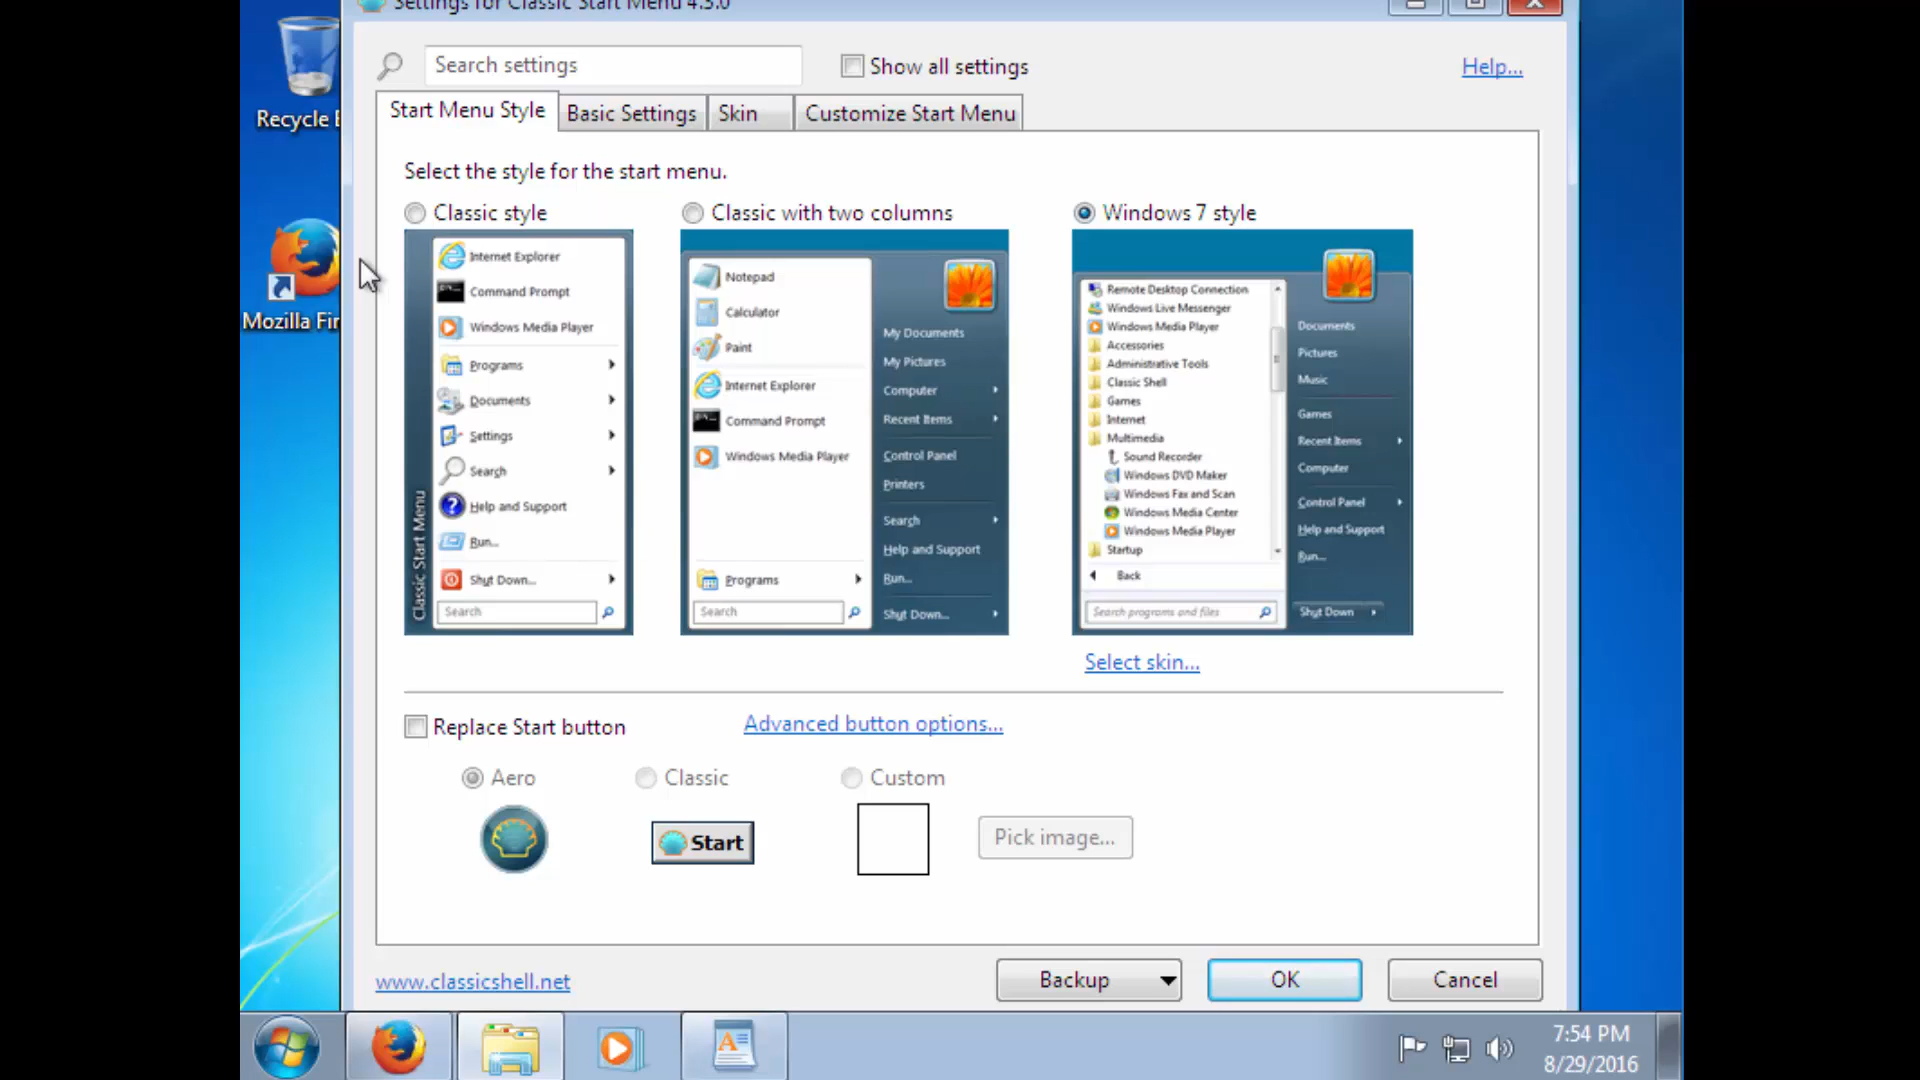 Settings for Classic Start Menu 4.3.0
Recycle
Mozilla Fir
Search settings
Show all settings
Help...
Start Menu Style
Basic Settings
Skin
Customize Start Menu
Select the style for the start menu.
Classic style
Classic with two columns
Windows 7 style
Internet Explorer
Command Prompt
Windows Media Player
Programs
Documents
Settings
Search
Help and Support
Run...
Shut Down...
Search
Classic Start Menu
Notepad
Calculator
Paint
Internet Explorer
Command Prompt
Windows Media Player
Programs
Search
My Documents
My Pictures
Computer
Recent Items
Control Panel
Printers
Search
Help and Support
Run...
Shut Down...
Remote Desktop Connection
Windows Live Messenger
Windows Media Player
Accessories
Administrative Tools
Classic Shell
Games
Internet
Multimedia
Sound Recorder
Windows DVD Maker
Windows Fax and Scan
Windows Media Center
Windows Media Player
Startup
Back
Search programs and files
Documents
Pictures
Music
Games
Recent Items
Computer
Control Panel
Help and Support
Run...
Shut Down
Select skin...
Replace Start button
Advanced button options...
Aero
Classic
Custom
Start
Pick image...
www.classicshell.net
Backup
OK
Cancel
7:54 PM
8/29/2016